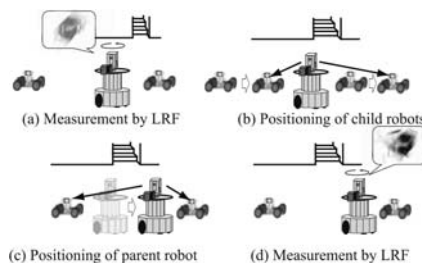 (a) Measurement by LRF
(b) Positioning of child robots
(c) Positioning of parent robot
(d) Measurement by LRF